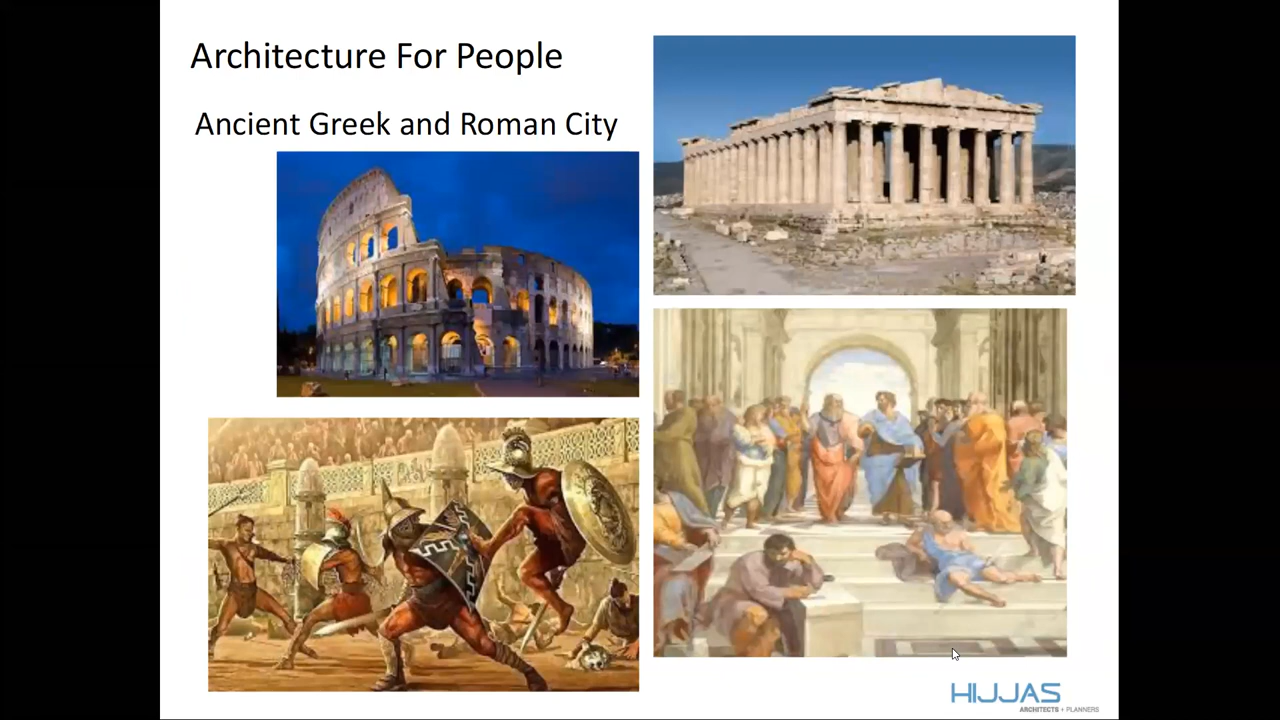 Architecture For People
Ancient Greek and Roman City
HIJJAS
ARCHITECTS + PLANNERS